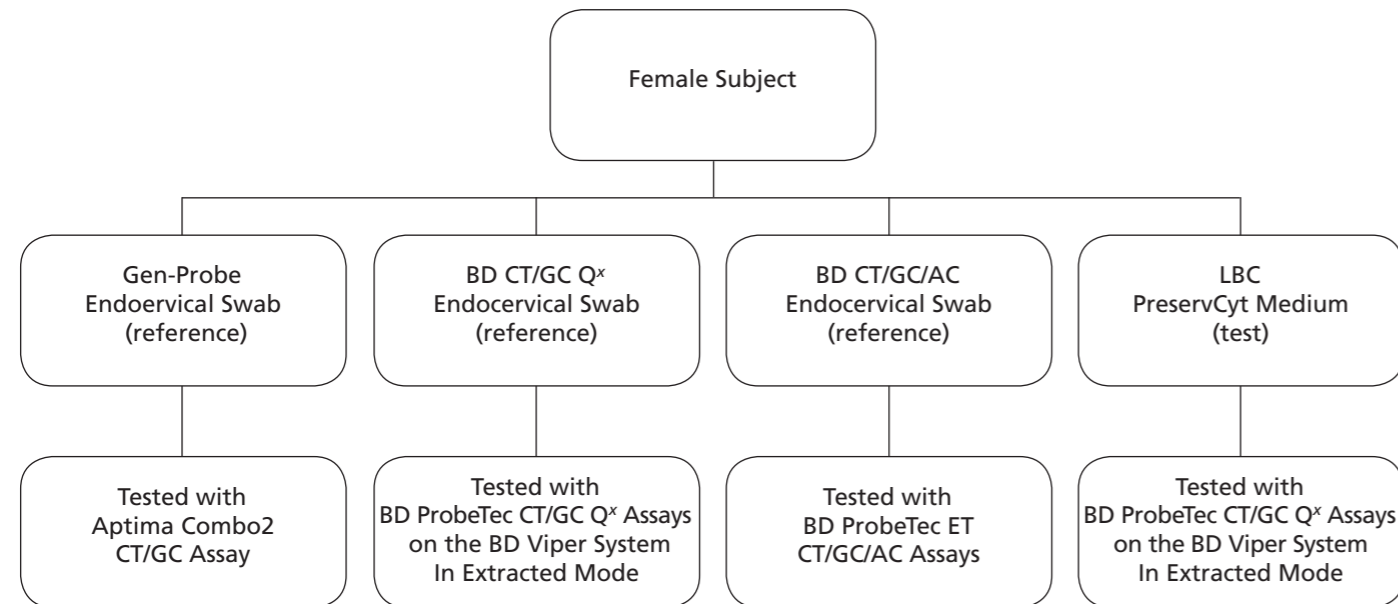 Female Subject
Gen-Probe
Endoervical Swab
(reference)
BD CT/GC Qˣ
Endocervical Swab
(reference)
BD CT/GC/AC
Endocervical Swab
(reference)
LBC
PreservCyt Medium
(test)
Tested with
Aptima Combo2
CT/GC Assay
Tested with
BD ProbeTec CT/GC Qˣ Assays
on the BD Viper System
In Extracted Mode
Tested with
BD ProbeTec ET
CT/GC/AC Assays
Tested with
BD ProbeTec CT/GC Qˣ Assays
on the BD Viper System
In Extracted Mode